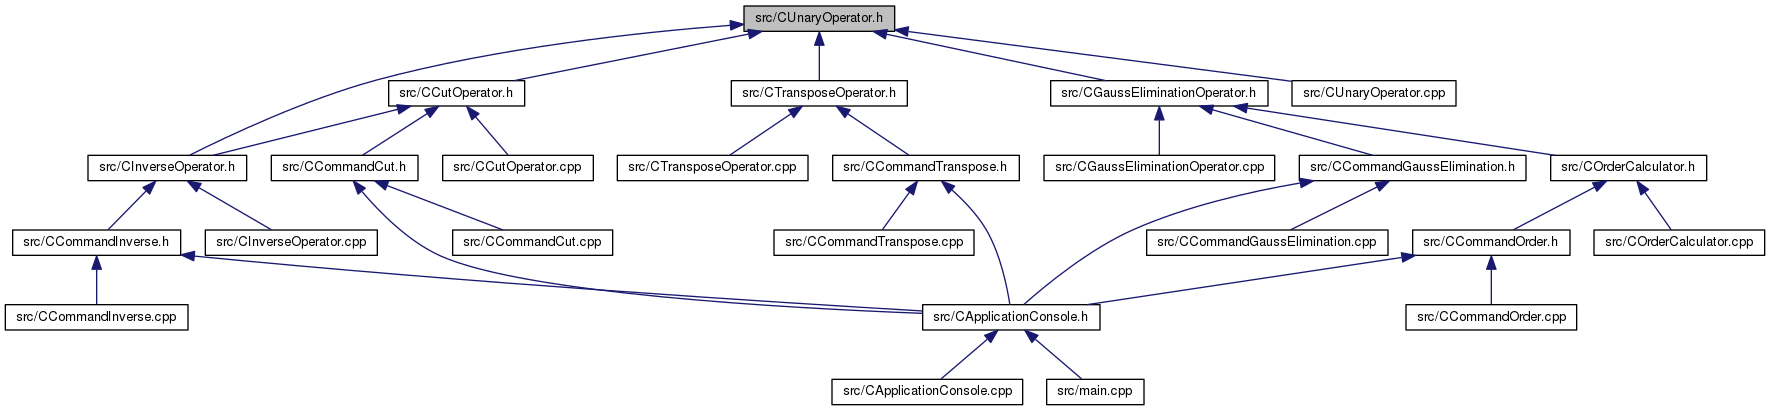 src/CUnaryOperator.h
src/CCutOperator.h
src/CTransposeOperator.h
src/CGaussEliminationOperator.h
src/CUnaryOperator.cpp
src/CInverseOperator.h
src/CCommandCut.h
src/CCutOperator.cpp
src/CTransposeOperator.cpp
src/CCommandTranspose.h
src/CGaussEliminationOperator.cpp
src/CCommandGaussElimination.h
src/COrderCalculator.h
src/CCommandInverse.h
src/CInverseOperator.cpp
src/CCommandCut.cpp
src/CCommandTranspose.cpp
src/CCommandGaussElimination.cpp
src/CCommandOrder.h
src/COrderCalculator.cpp
src/CCommandInverse.cpp
src/CApplicationConsole.h
src/CCommandOrder.cpp
src/CApplicationConsole.cpp
src/main.cpp